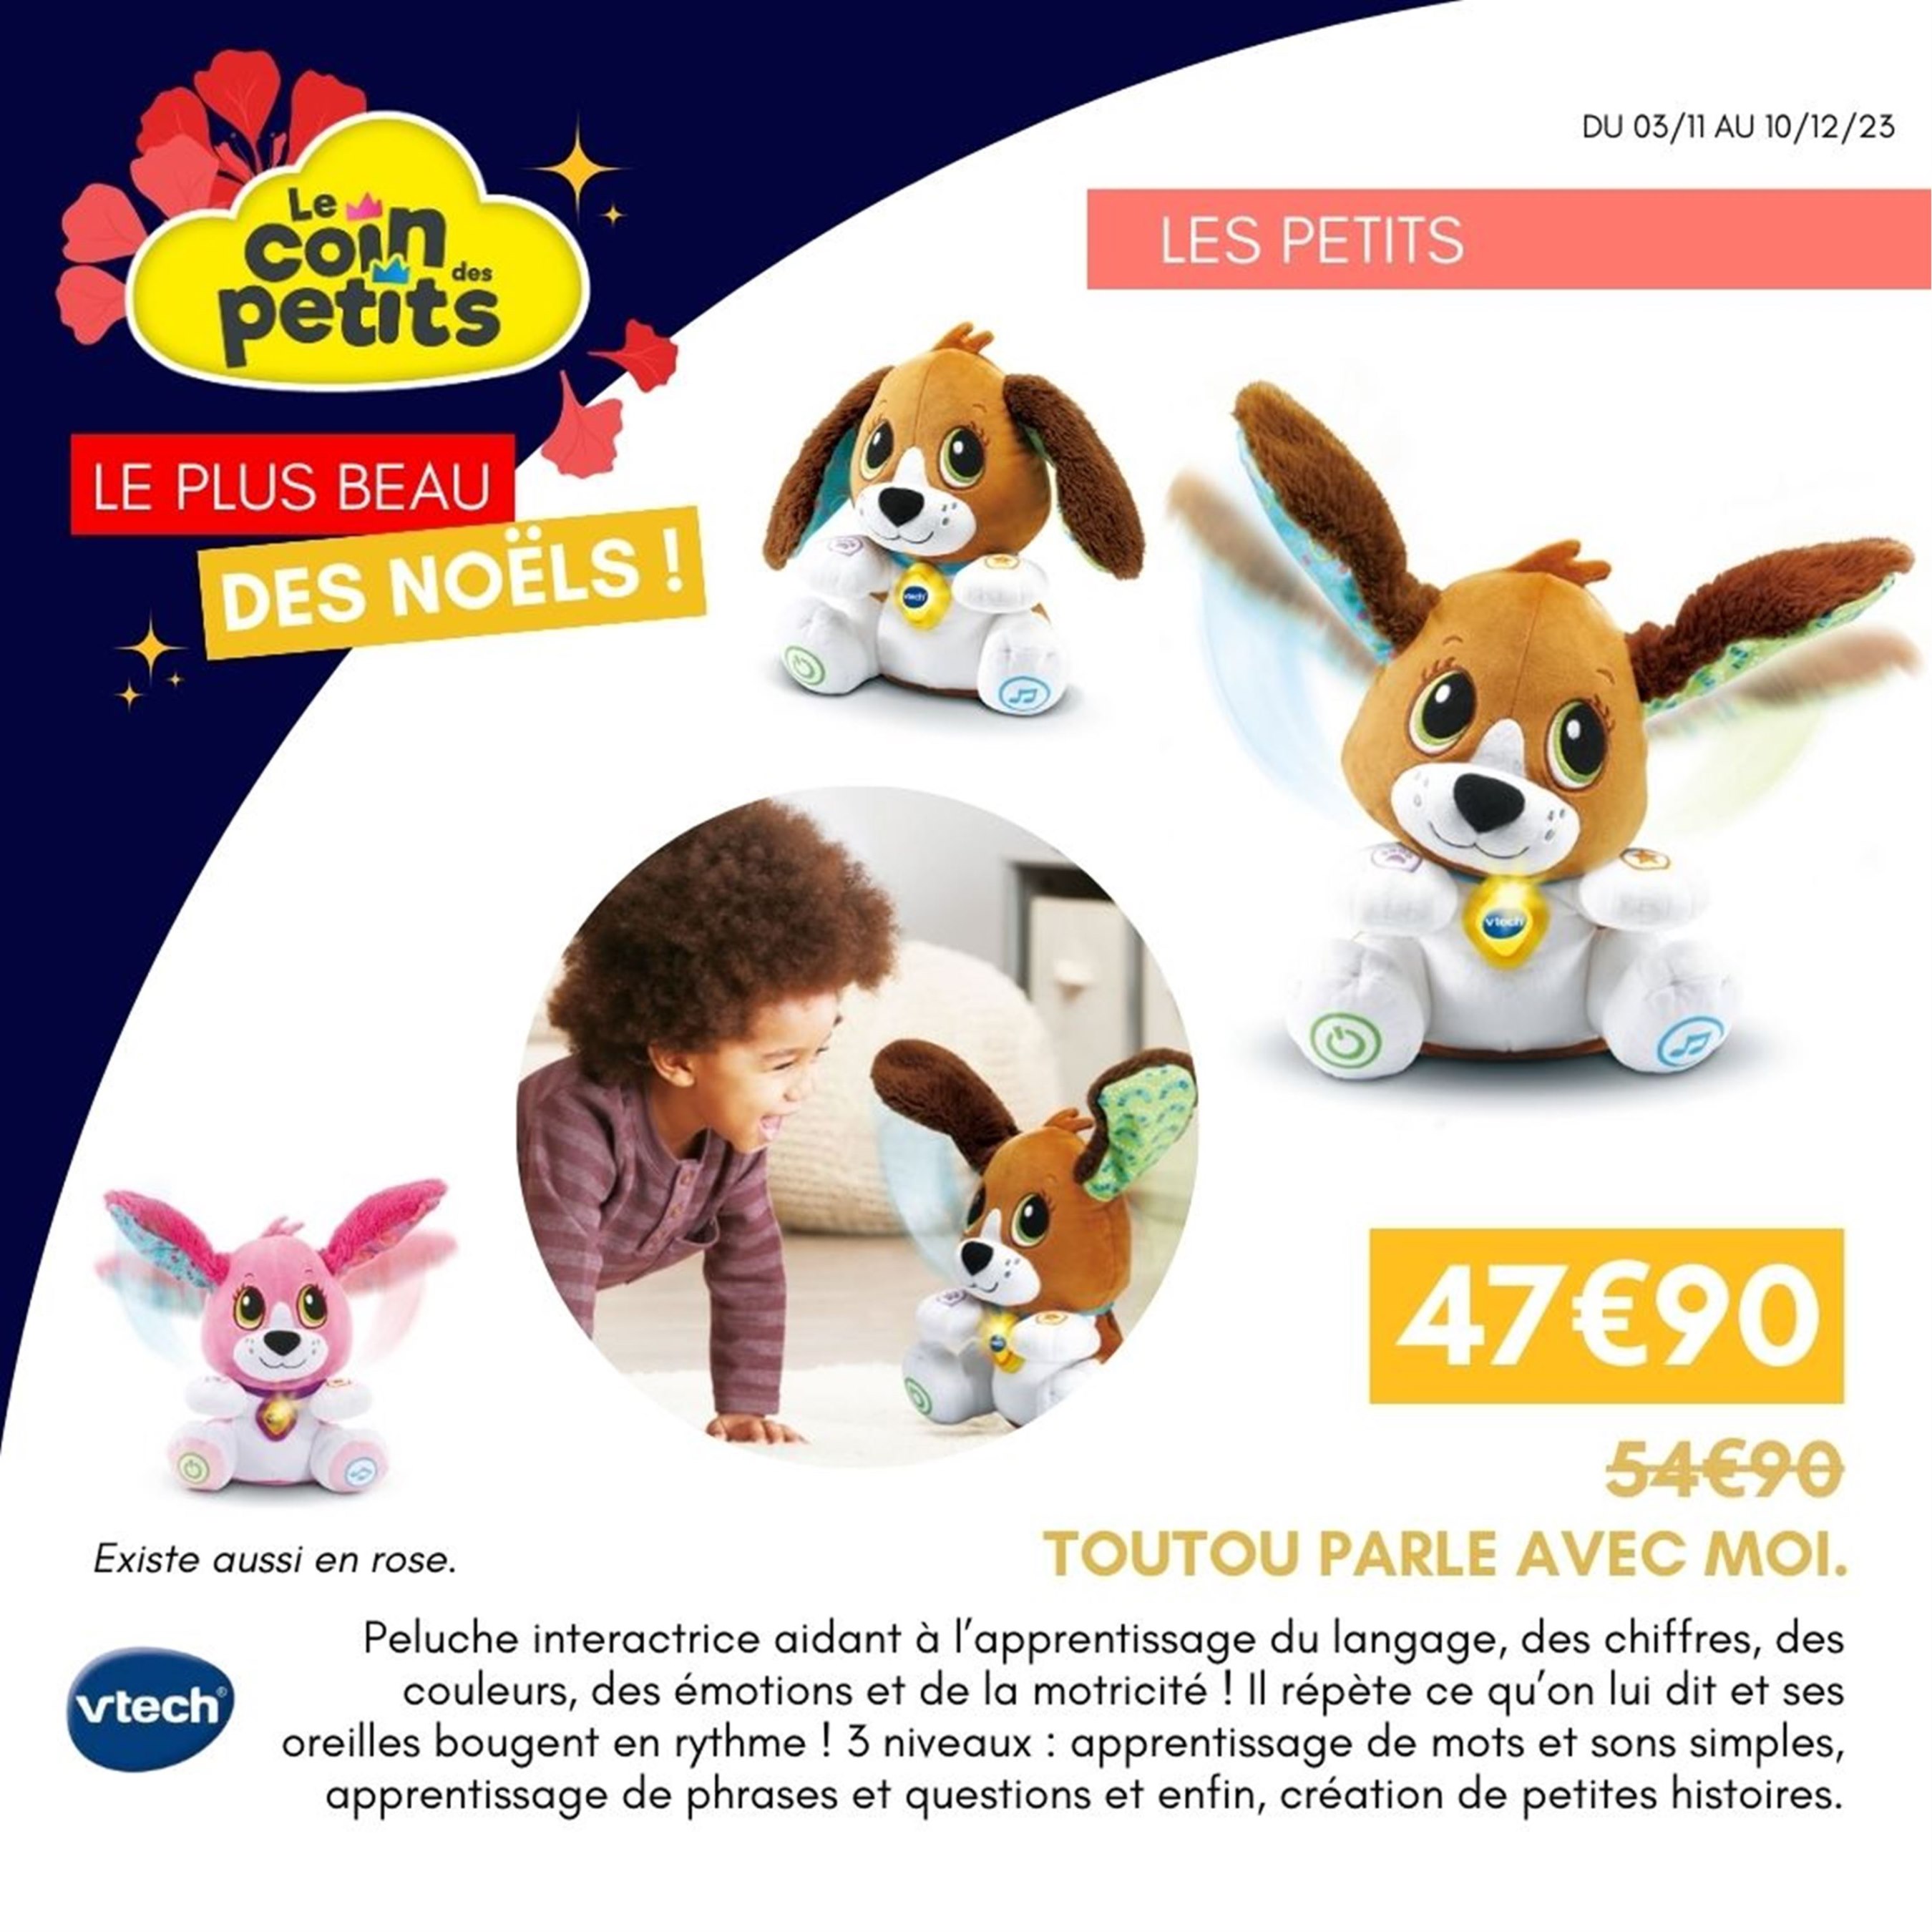 Le
coin
des
petits
LE PLUS BEAU
DES NOËLS !
DU 03/11 AU 10/12/23
LES PETITS
vtech
vtech
47€90
54€90
Existe aussi en rose.
TOUTOU PARLE AVEC MOI.
vtech®
Peluche interactrice aidant à l'apprentissage du langage, des chiffres, des
couleurs, des émotions et de la motricité ! Il répète ce qu'on lui dit et ses
oreilles bougent en rythme ! 3 niveaux : apprentissage de mots et sons simples,
apprentissage de phrases et questions et enfin, création de petites histoires.